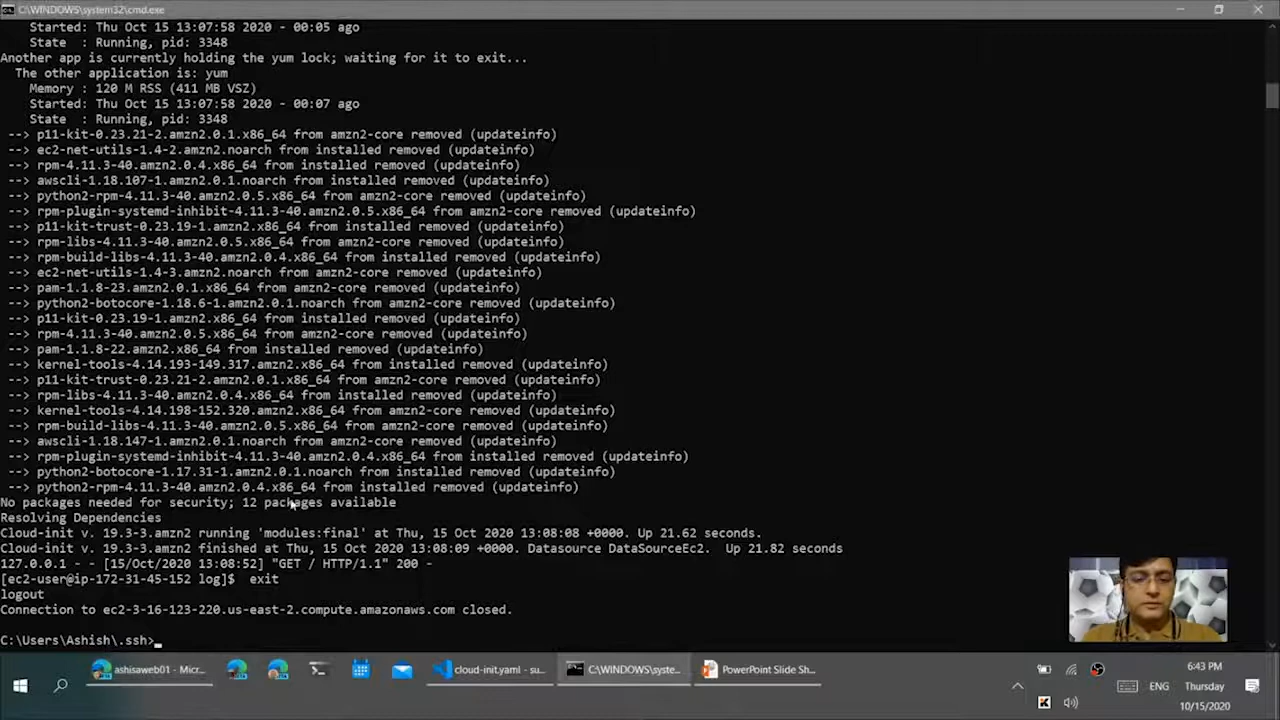 C:\WINDOWS\system32\cmd.exe
Started: Thu Oct 15 13:07:58 2020 - 00:05 ago
State  : Running, pid: 3348
Another app is currently holding the yum lock; waiting for it to exit...
The other application is: yum
Memory : 120 M RSS (411 MB VSZ)
Started: Thu Oct 15 13:07:58 2020 - 00:07 ago
State  : Running, pid: 3348
--> p11-kit-0.23.21-2.amzn2.0.1.x86_64 from amzn2-core removed (updateinfo)
--> ec2-net-utils-1.4-2.amzn2.noarch from installed removed (updateinfo)
--> rpm-4.11.3-40.amzn2.0.4.x86_64 from installed removed (updateinfo)
--> awscli-1.18.107-1.amzn2.0.1.noarch from installed removed (updateinfo)
--> python2-rpm-4.11.3-40.amzn2.0.5.x86_64 from amzn2-core removed (updateinfo)
--> rpm-plugin-systemd-inhibit-4.11.3-40.amzn2.0.5.x86_64 from amzn2-core removed (updateinfo)
--> p11-kit-trust-0.23.19-1.amzn2.x86_64 from installed removed (updateinfo)
--> rpm-libs-4.11.3-40.amzn2.0.5.x86_64 from amzn2-core removed (updateinfo)
--> rpm-build-libs-4.11.3-40.amzn2.0.4.x86_64 from installed removed (updateinfo)
--> ec2-net-utils-1.4-3.amzn2.noarch from amzn2-core removed (updateinfo)
--> pam-1.1.8-23.amzn2.0.1.x86_64 from amzn2-core removed (updateinfo)
--> python2-botocore-1.18.6-1.amzn2.0.1.noarch from amzn2-core removed (updateinfo)
--> p11-kit-0.23.19-1.amzn2.x86_64 from installed removed (updateinfo)
--> rpm-4.11.3-40.amzn2.0.5.x86_64 from amzn2-core removed (updateinfo)
--> pam-1.1.8-22.amzn2.x86_64 from installed removed (updateinfo)
--> kernel-tools-4.14.193-149.317.amzn2.x86_64 from installed removed (updateinfo)
--> p11-kit-trust-0.23.21-2.amzn2.0.1.x86_64 from amzn2-core removed (updateinfo)
--> rpm-libs-4.11.3-40.amzn2.0.4.x86_64 from installed removed (updateinfo)
--> kernel-tools-4.14.198-152.320.amzn2.x86_64 from amzn2-core removed (updateinfo)
--> rpm-build-libs-4.11.3-40.amzn2.0.5.x86_64 from amzn2-core removed (updateinfo)
--> awscli-1.18.147-1.amzn2.0.1.noarch from amzn2-core removed (updateinfo)
--> rpm-plugin-systemd-inhibit-4.11.3-40.amzn2.0.4.x86_64 from installed removed (updateinfo)
--> python2-botocore-1.17.31-1.amzn2.0.1.noarch from installed removed (updateinfo)
--> python2-rpm-4.11.3-40.amzn2.0.4.x86_64 from installed removed (updateinfo)
No packages needed for security; 12 packages available
Resolving Dependencies
Cloud-init v. 19.3-3.amzn2 running 'modules:final' at Thu, 15 Oct 2020 13:08:08 +0000. Up 21.62 seconds.
Cloud-init v. 19.3-3.amzn2 finished at Thu, 15 Oct 2020 13:08:09 +0000. Datasource DataSourceEc2.  Up 21.82 seconds
127.0.0.1 - - [15/Oct/2020 13:08:52] "GET / HTTP/1.1" 200 -
[ec2-user@ip-172-31-45-152 log]$  exit
logout
Connection to ec2-3-16-123-220.us-east-2.compute.amazonaws.com closed.
C:\Users\Ashish\.ssh>
ashisaweb01 - Micr...
cloud-init.yaml - su...
C:\WINDOWS\syste...
PowerPoint Slide Sh...
ENG
6:43 PM
Thursday
10/15/2020